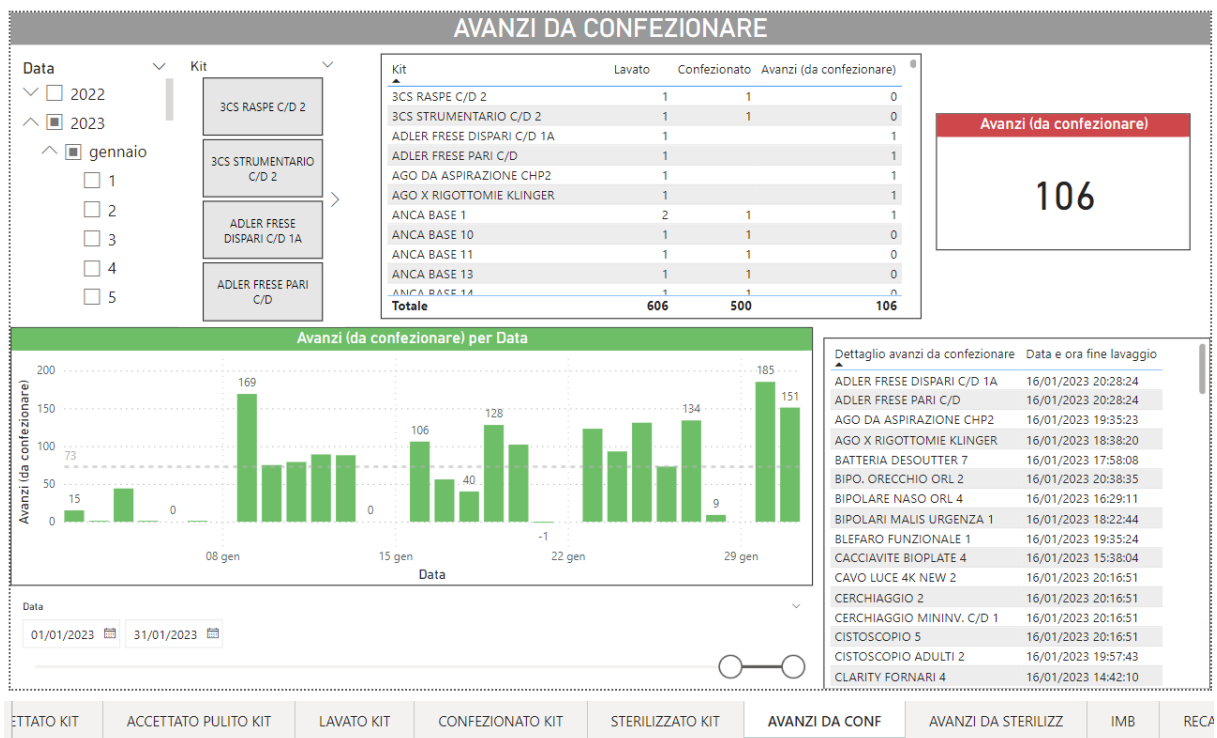 AVANZI DA CONFEZIONARE
Data
2022
2023
gennaio
1
2
3
4
5
Kit
3CS RASPE C/D 2
3CS STRUMENTARIO
C/D 2
ADLER FRESE
DISPARI C/D 1A
ADLER FRESE PARI
C/D
Kit Lavato Confezionato Avanzi (da confezionare)
3CS RASPE C/D 2 1 1 0
3CS STRUMENTARIO C/D 2 1 1 0
ADLER FRESE DISPARI C/D 1A 1 1
ADLER FRESE PARI C/D 1 1
AGO DA ASPIRAZIONE CHP2 1 1
AGO X RIGOTTOMIE KLINGER 1 1
ANCA BASE 1 2 1 1
ANCA BASE 10 1 1 0
ANCA BASE 11 1 1 0
ANCA BASE 13 1 1 0
ANCA BASE 14 1 1 0
Totale 606 500 106
Avanzi (da confezionare)
106
Avanzi (da confezionare) per Data
Avanzi (da confezionare)
200
150
100
50
0
73
15
0
169
0
106
40
128
-1
134
9
185
151
08 gen
15 gen
22 gen
29 gen
Data
Dettaglio avanzi da confezionare Data e ora fine lavaggio
ADLER FRESE DISPARI C/D 1A 16/01/2023 20:28:24
ADLER FRESE PARI C/D 16/01/2023 20:28:24
AGO DA ASPIRAZIONE CHP2 16/01/2023 19:35:23
AGO X RIGOTTOMIE KLINGER 16/01/2023 18:38:20
BATTERIA DESOUTTER 7 16/01/2023 17:58:08
BIPO. ORECCHIO ORL 2 16/01/2023 20:38:35
BIPOLARE NASO ORL 4 16/01/2023 16:29:11
BIPOLARI MALIS URGENZA 1 16/01/2023 18:22:44
BLEFARO FUNZIONALE 1 16/01/2023 19:35:24
CACCIAVITE BIOPLATE 4 16/01/2023 15:38:04
CAVO LUCE 4K NEW 2 16/01/2023 20:16:51
CERCHIAGGIO 2 16/01/2023 20:16:51
CERCHIAGGIO MININV. C/D 1 16/01/2023 20:16:51
CISTOSCOPIO 5 16/01/2023 20:16:51
CISTOSCOPIO ADULTI 2 16/01/2023 19:57:43
CLARITY FORNARI 4 16/01/2023 14:42:10
Data
01/01/2023 31/01/2023
ETTATO KIT ACCETTATO PULITO KIT LAVATO KIT CONFEZIONATO KIT STERILIZZATO KIT AVANZI DA CONF AVANZI DA STERILIZZ IMB RECA